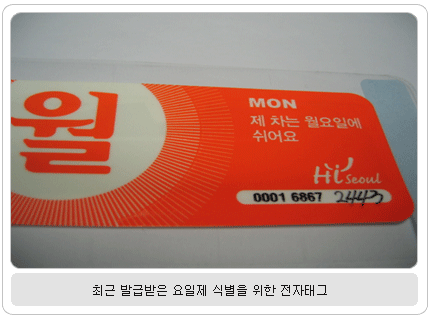 월
MON
제 차는 월요일에
쉬어요
Hi Seoul
0001 6867 2443
최근 발급받은 요일제 식별을 위한 전자태그